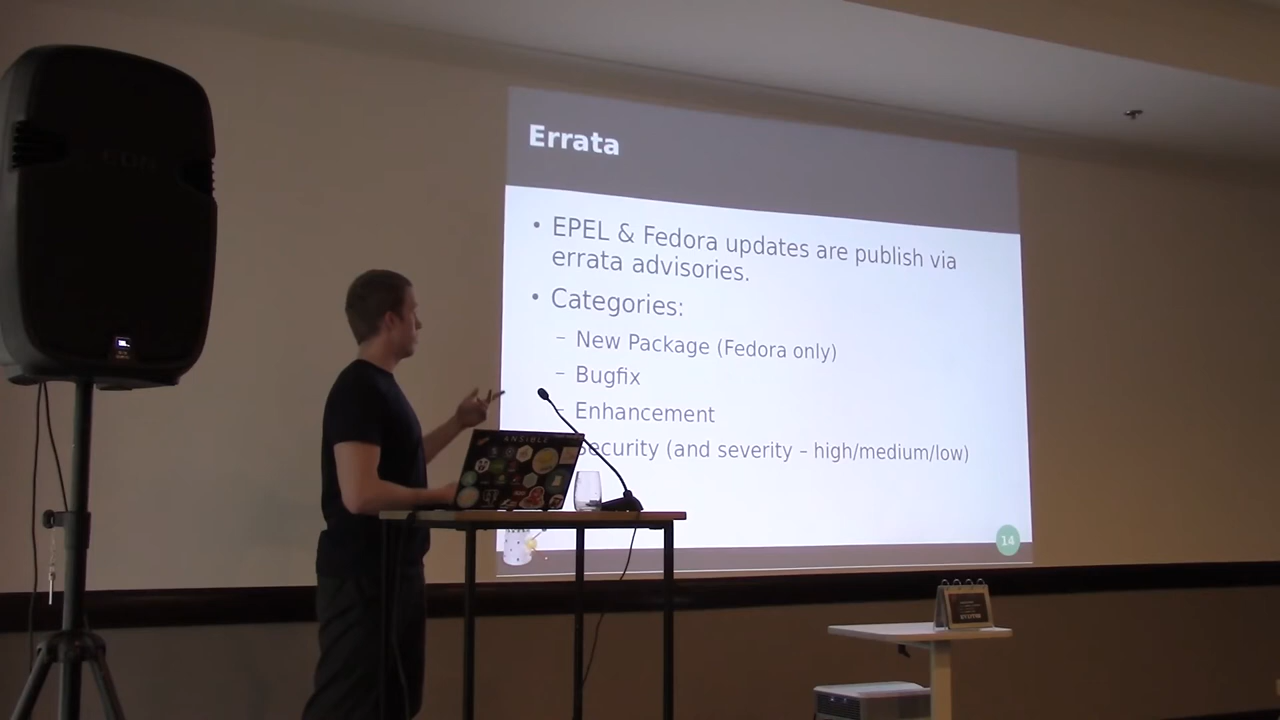 Errata
• EPEL & Fedora updates are publish via
errata advisories.
• Categories:
– New Package (Fedora only)
– Bugfix
– Enhancement
Security (and severity – high/medium/low)
14
ANSIBLE